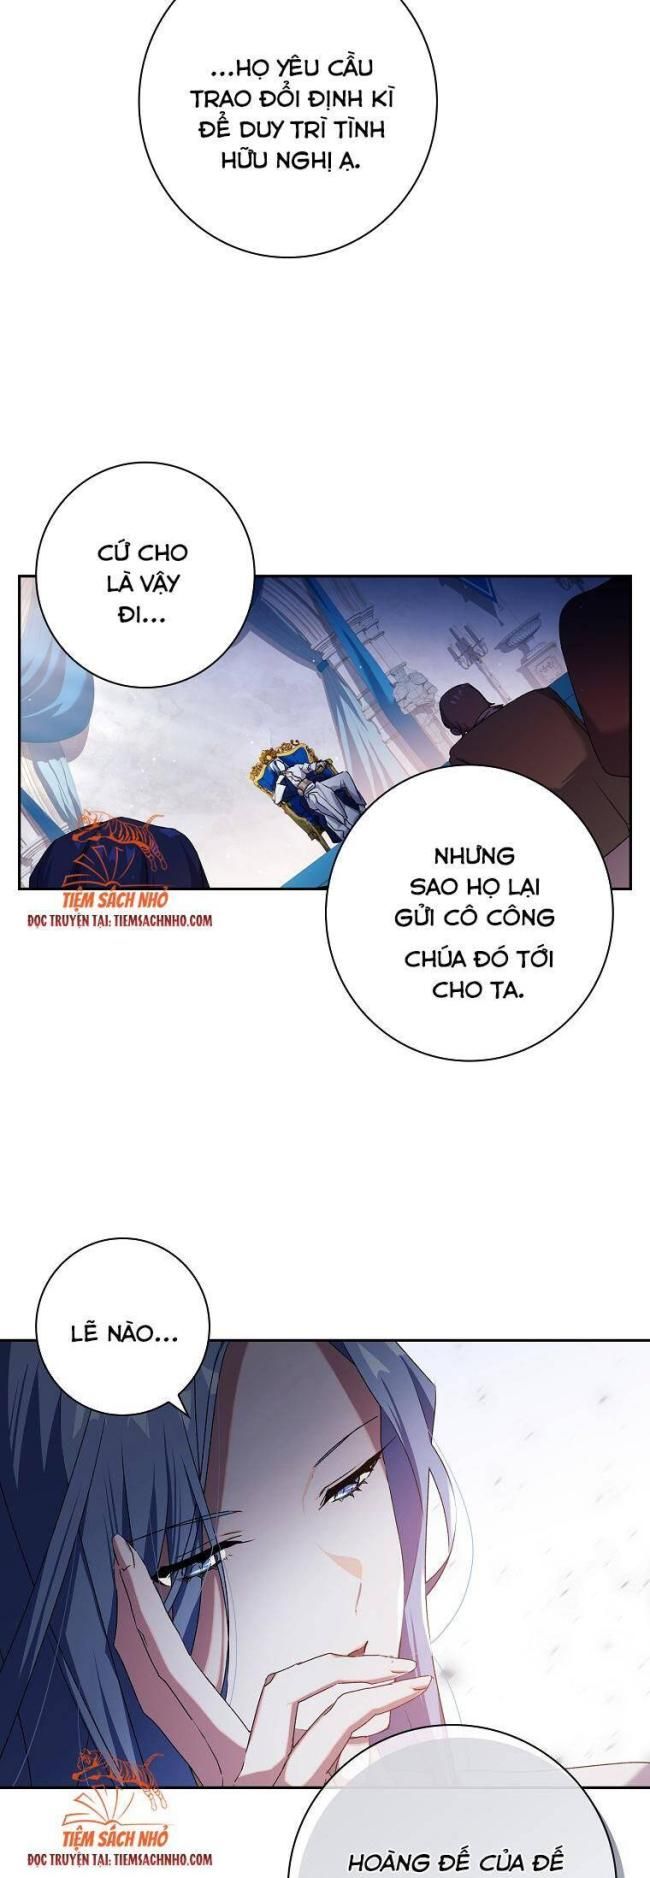 ...HỌ YÊU CẦU
TRAO ĐỔI ĐỊNH KÌ
ĐỂ DUY TRÌ TÌNH
HỮU NGHỊ Ạ.
CỨ CHO
LÀ VẬY
ĐI...
NHƯNG
SAO HỌ LẠI
GỬI CÔ CÔNG
CHÚA ĐÓ TỚI
CHO TA.
TIỆM SÁCH NHỎ
ĐỌC TRUYỆN TẠI: TIEMSACHNHO.COM
LẼ NÀO...
TIỆM SÁCH NHỎ
ĐỌC TRUYỆN TẠI: TIEMSACHNHO.COM
HOÀNG ĐẾ CỦA ĐẾ